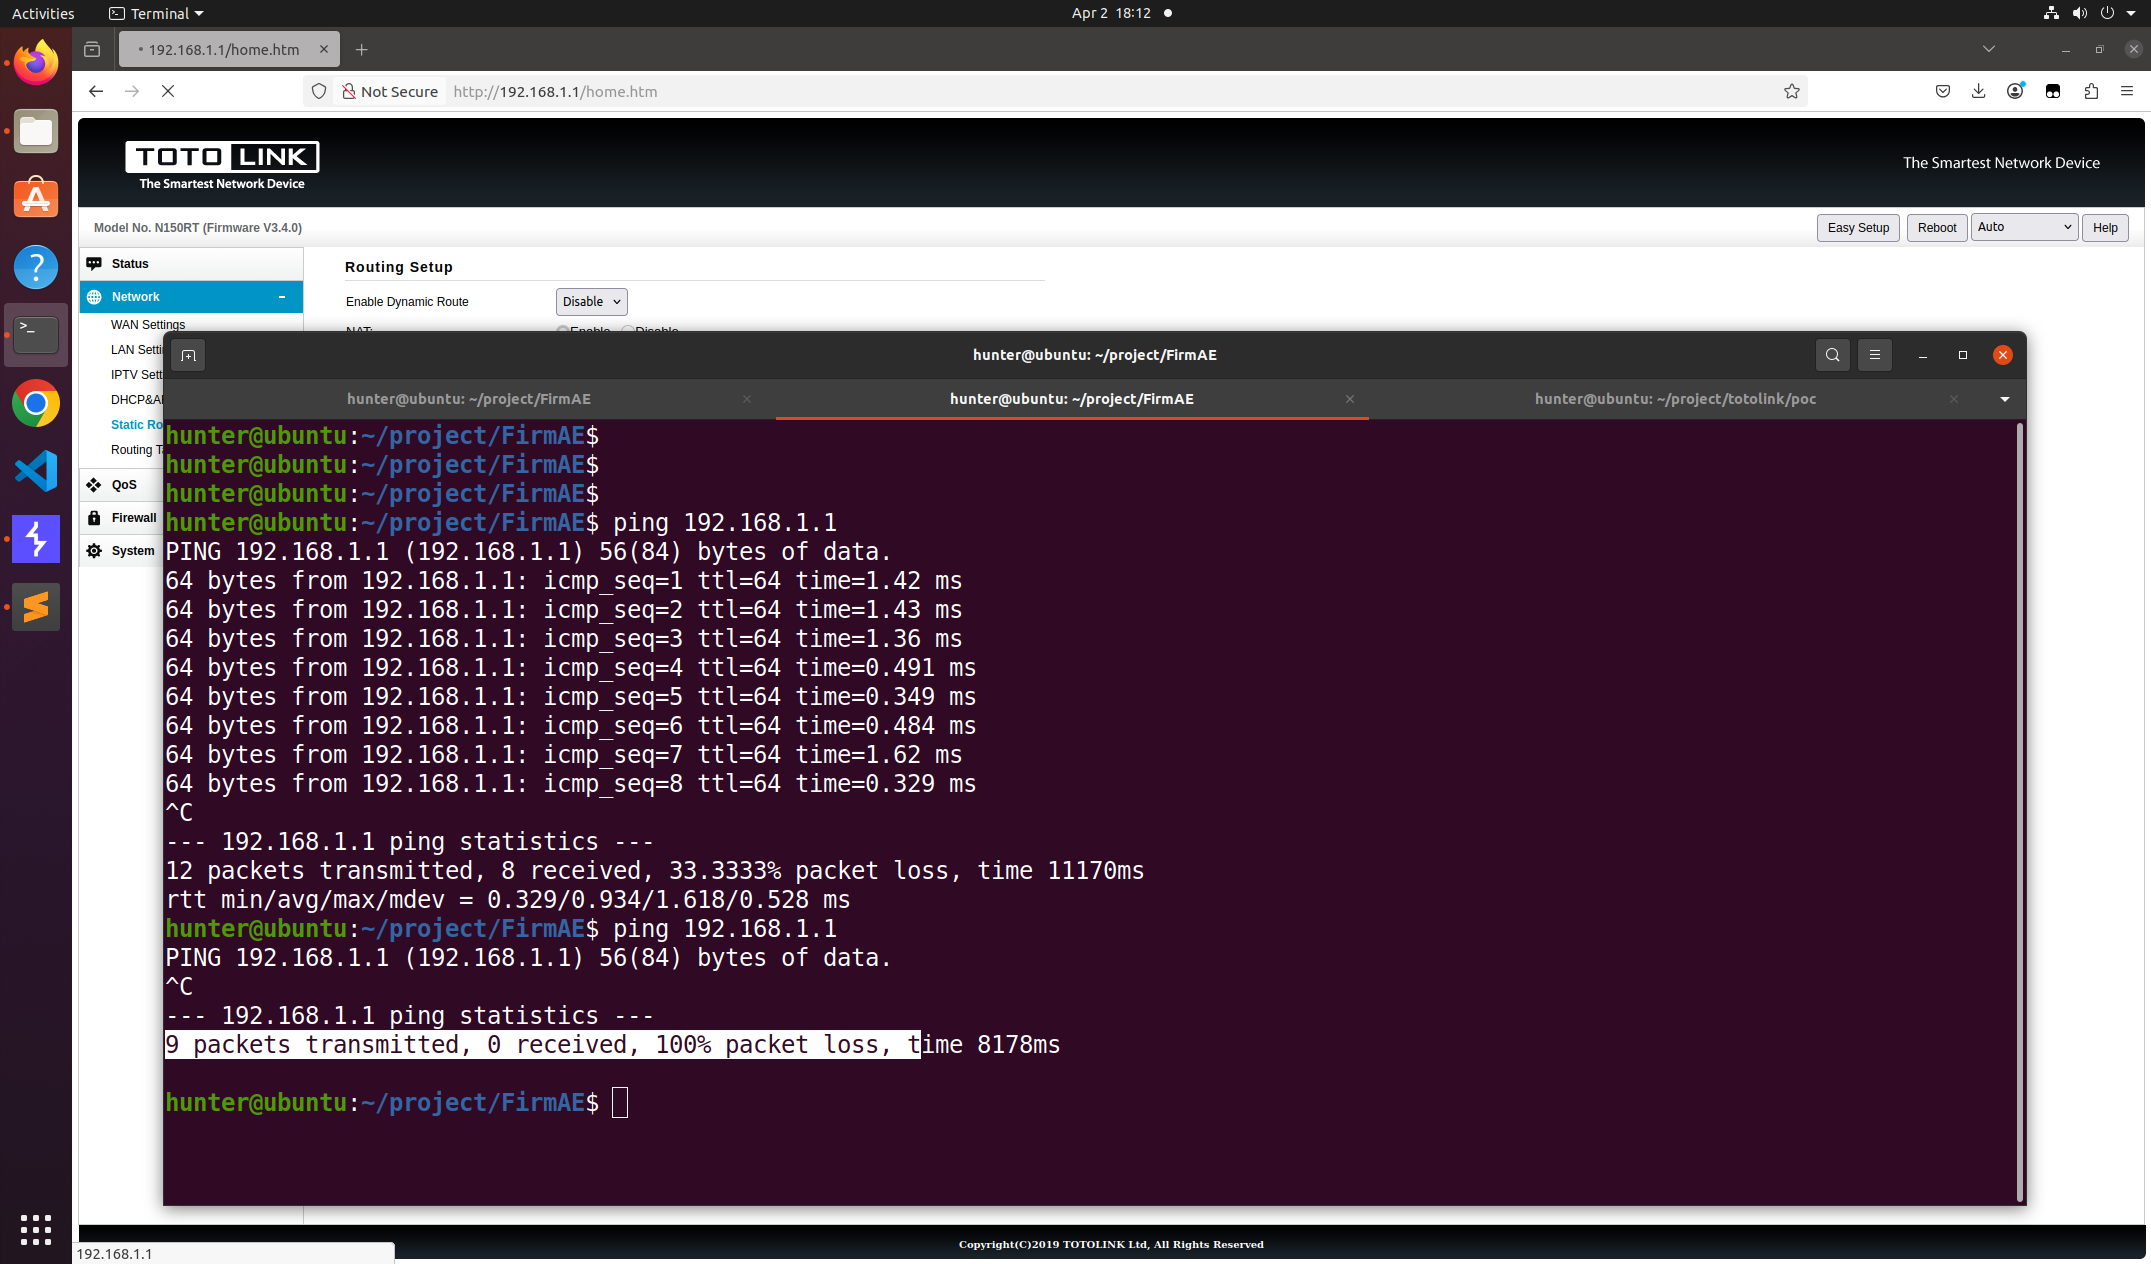 Activities
Terminal
Apr 2 18:12
192.168.1.1/home.htm
Not Secure
http://192.168.1.1/home.htm
TOTO LINK
The Smartest Network Device
The Smartest Network Device
Model No. N150RT (Firmware V3.4.0)
Easy Setup
Reboot
Auto
Help
Status
Network
WAN Settings
LAN Setti
IPTV Sett
DHCP&A
Static Ro
Routing T
QoS
Firewall
System
Routing Setup
Enable Dynamic Route
Disable
NAT:
Enable
Disable
hunter@ubuntu: ~/project/FirmAE
hunter@ubuntu: ~/project/FirmAE
hunter@ubuntu: ~/project/FirmAE
hunter@ubuntu: ~/project/totolink/poc
hunter@ubuntu:~/project/FirmAE$
hunter@ubuntu:~/project/FirmAE$
hunter@ubuntu:~/project/FirmAE$
hunter@ubuntu:~/project/FirmAE$ ping 192.168.1.1
PING 192.168.1.1 (192.168.1.1) 56(84) bytes of data.
64 bytes from 192.168.1.1: icmp_seq=1 ttl=64 time=1.42 ms
64 bytes from 192.168.1.1: icmp_seq=2 ttl=64 time=1.43 ms
64 bytes from 192.168.1.1: icmp_seq=3 ttl=64 time=1.36 ms
64 bytes from 192.168.1.1: icmp_seq=4 ttl=64 time=0.491 ms
64 bytes from 192.168.1.1: icmp_seq=5 ttl=64 time=0.349 ms
64 bytes from 192.168.1.1: icmp_seq=6 ttl=64 time=0.484 ms
64 bytes from 192.168.1.1: icmp_seq=7 ttl=64 time=1.62 ms
64 bytes from 192.168.1.1: icmp_seq=8 ttl=64 time=0.329 ms
^C
--- 192.168.1.1 ping statistics ---
12 packets transmitted, 8 received, 33.3333% packet loss, time 11170ms
rtt min/avg/max/mdev = 0.329/0.934/1.618/0.528 ms
hunter@ubuntu:~/project/FirmAE$ ping 192.168.1.1
PING 192.168.1.1 (192.168.1.1) 56(84) bytes of data.
^C
--- 192.168.1.1 ping statistics ---
9 packets transmitted, 0 received, 100% packet loss, time 8178ms
hunter@ubuntu:~/project/FirmAE$
Copyright(C)2019 TOTOLINK Ltd, All Rights Reserved
192.168.1.1